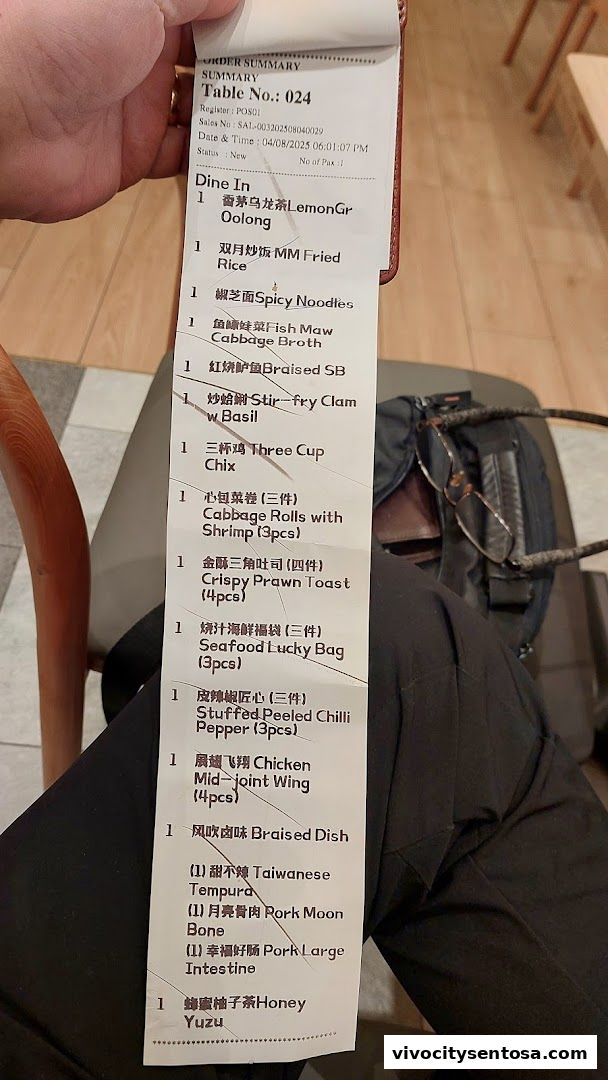 ORDER SUMMARY
SUMMARY
Table No.: 024
Register : POS01
Sales No : SAL-003202508040029
Date & Time : 04/08/2025 06:01:07 PM
Status : New No of Pax :1
Dine In
1 香茅乌龙茶LemonGr
Oolong
1 双月炒饭 MM Fried
Rice
1 椒芝面Spicy Noodles
1 鱼鳔娃菜Fish Maw
Cabbage Broth
1 红烧鲈鱼Braised SB
1 炒蛤蜊 Stir-fry Clam
w Basil
1 三杯鸡 Three Cup
Chix
1 心包菜卷 (三件)
Cabbage Rolls with
Shrimp (3pcs)
1 金酥三角吐司 (四件)
Crispy Prawn Toast
(4pcs)
1 烧汁海鲜福袋 (三件)
Seafood Lucky Bag
(3pcs)
1 皮辣椒匠心 (三件)
Stuffed Peeled Chilli
Pepper (3pcs)
1 展翅飞翔 Chicken
Mid-joint Wing
(4pcs)
1 风吹卤味 Braised Dish
(1) 甜不辣 Taiwanese
Tempura
(1) 月亮骨肉 Pork Moon
Bone
(1) 幸福好肠 Pork Large
Intestine
1 蜂蜜柚子茶Honey
Yuzu
vivocitysentosa.com